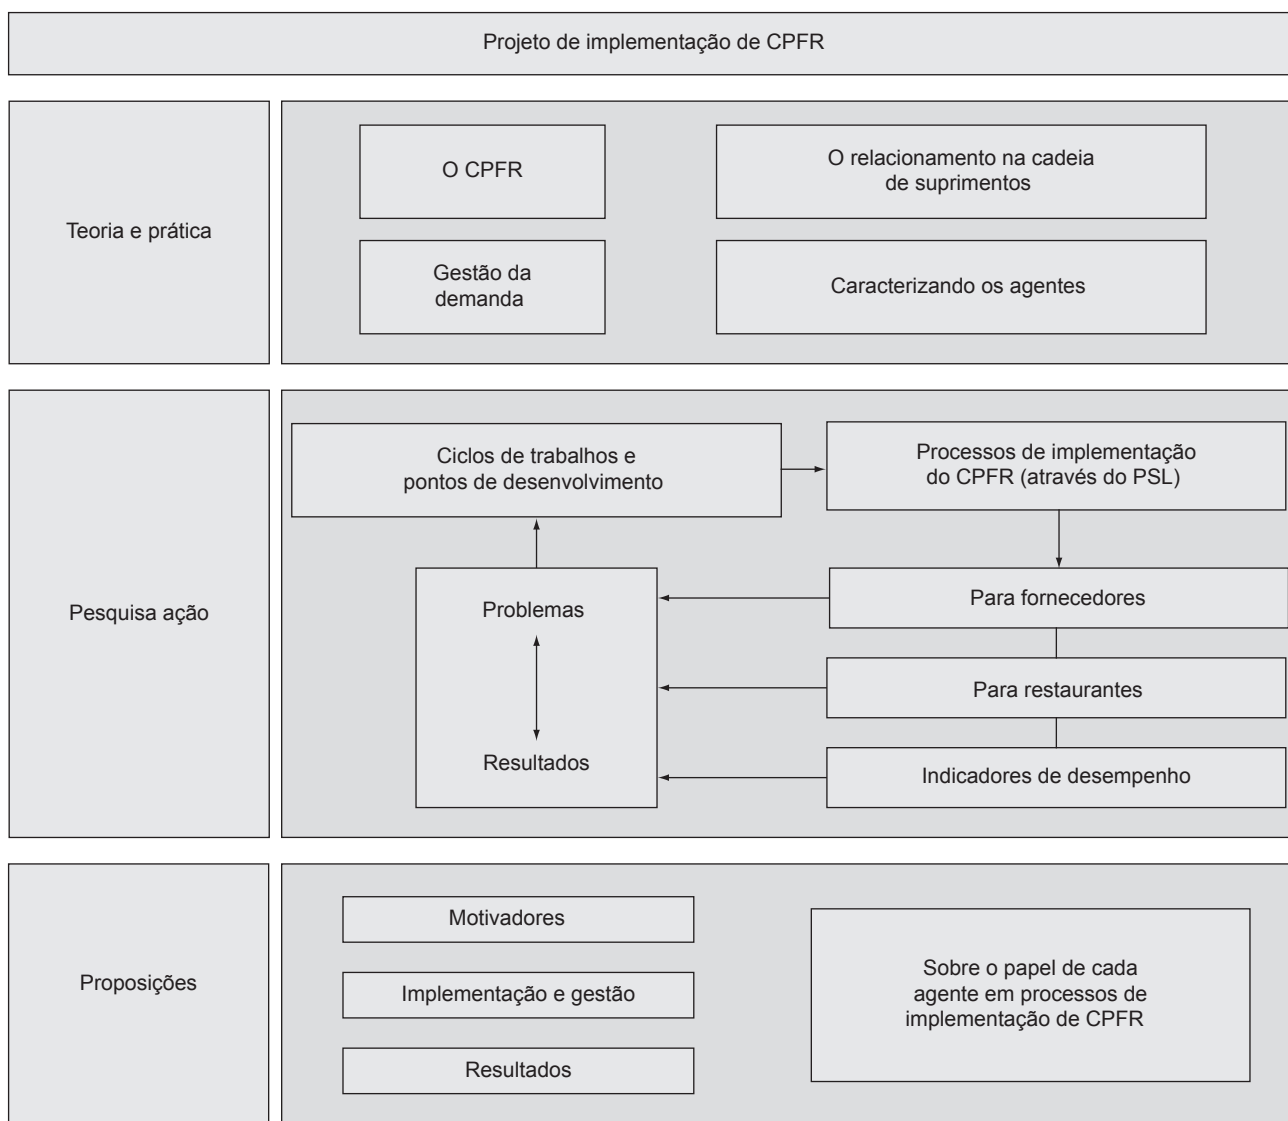 Projeto de implementação de CPFR
Teoria e prática
O CPFR
O relacionamento na cadeia
de suprimentos
Gestão da
demanda
Caracterizando os agentes
Pesquisa ação
Ciclos de trabalhos e
pontos de desenvolvimento
Processos de implementação
do CPFR (através do PSL)
Problemas
Resultados
Para fornecedores
Para restaurantes
Indicadores de desempenho
Proposições
Motivadores
Implementação e gestão
Resultados
Sobre o papel de cada
agente em processos de
implementação de CPFR